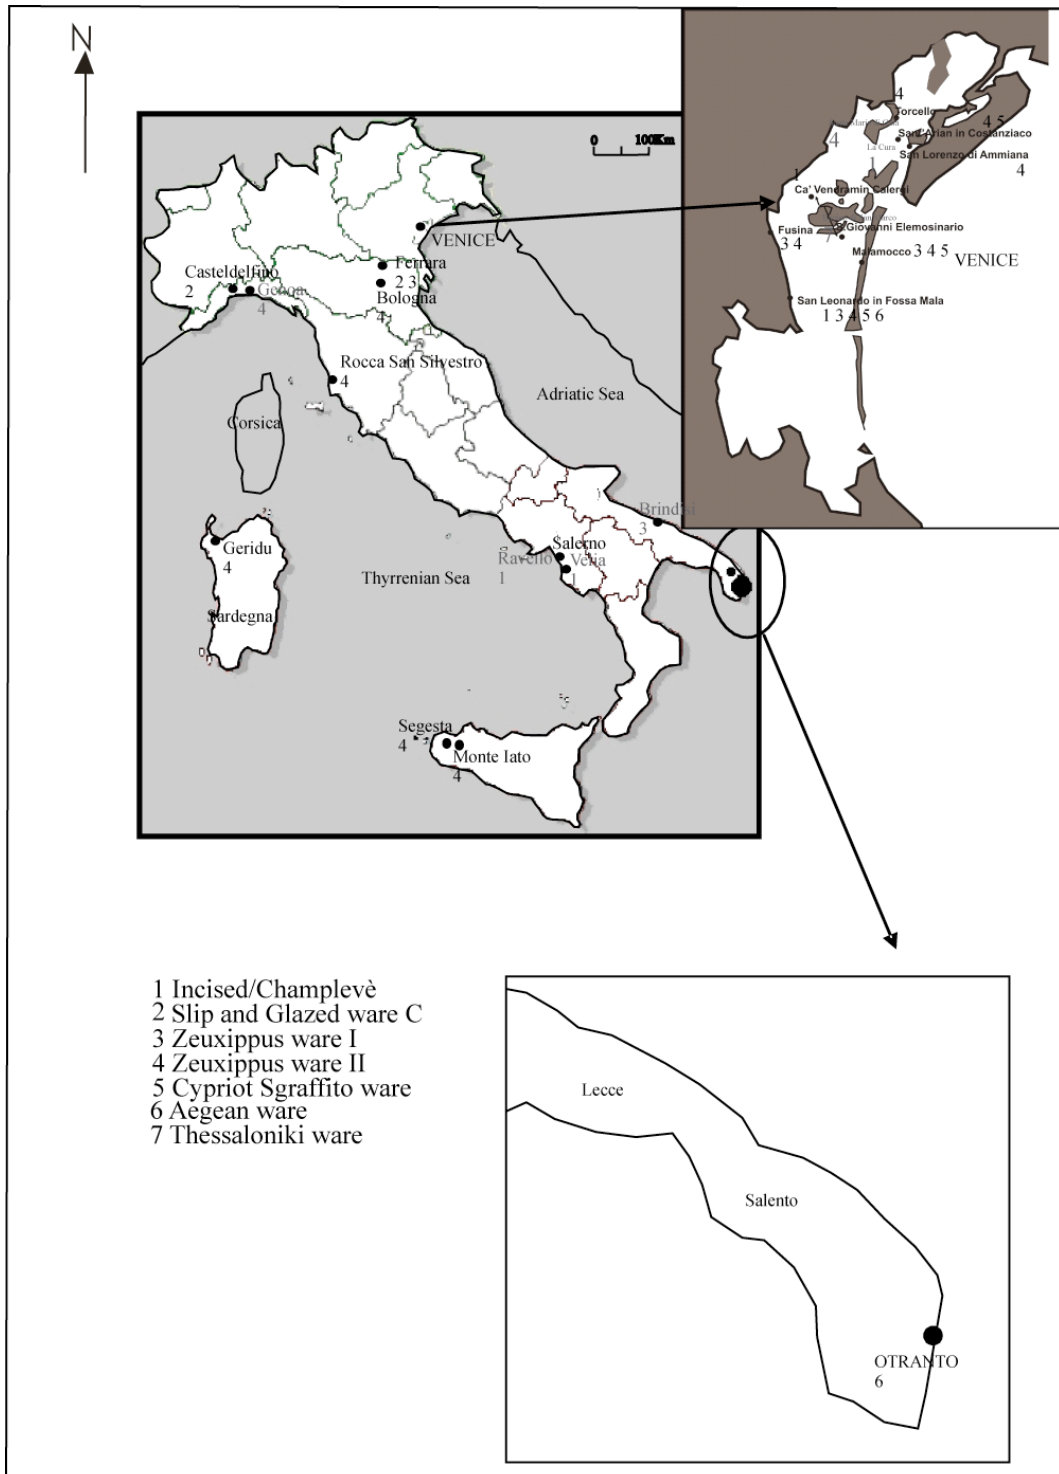 N
0 100Km
VENICE
Ferrara
2 3
Casteldelfino
2
Genoa
4
Bologna
4
Rocca San Silvestro
4
Adriatic Sea
Corsica
Brindisi
3
Geridu
4
Salerno
Ravello
1
Velia
1
Thyrrenian Sea
Sardegna
Segesta
4
Monte Iato
4
4
Torcello
4 5
4
Sant'Arian in Costanziaco
La Cura
1
San Lorenzo di Ammiana
4
1
Ca' Vendramin Calergi
S.Giovanni Elemosinario
7
Fusina
3 4
Malamocco 3 4 5
VENICE
San Leonardo in Fossa Mala
1 3 4 5 6
1 Incised/Champlevè
2 Slip and Glazed ware C
3 Zeuxippus ware I
4 Zeuxippus ware II
5 Cypriot Sgraffito ware
6 Aegean ware
7 Thessaloniki ware
Lecce
Salento
OTRANTO
6